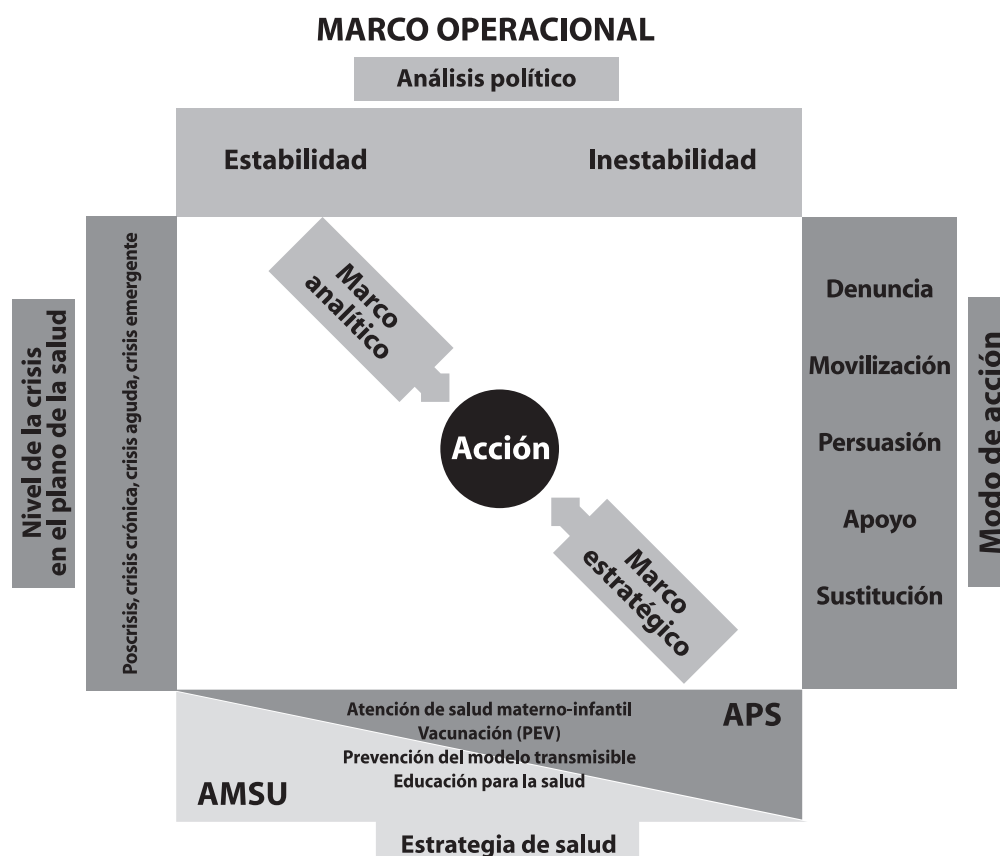 MARCO OPERACIONAL
Análisis político
Estabilidad
Inestabilidad
Nivel de la crisis
en el plano de la salud
Poscrisis, crisis crónica, crisis aguda, crisis emergente
Marco
analítico
Acción
Marco
estratégico
Denuncia
Movilización
Persuasión
Apoyo
Sustitución
Modo de acción
Atención de salud materno-infantil
Vacunación (PEV)
Prevención del modelo transmisible
Educación para la salud
APS
AMSU
Estrategia de salud